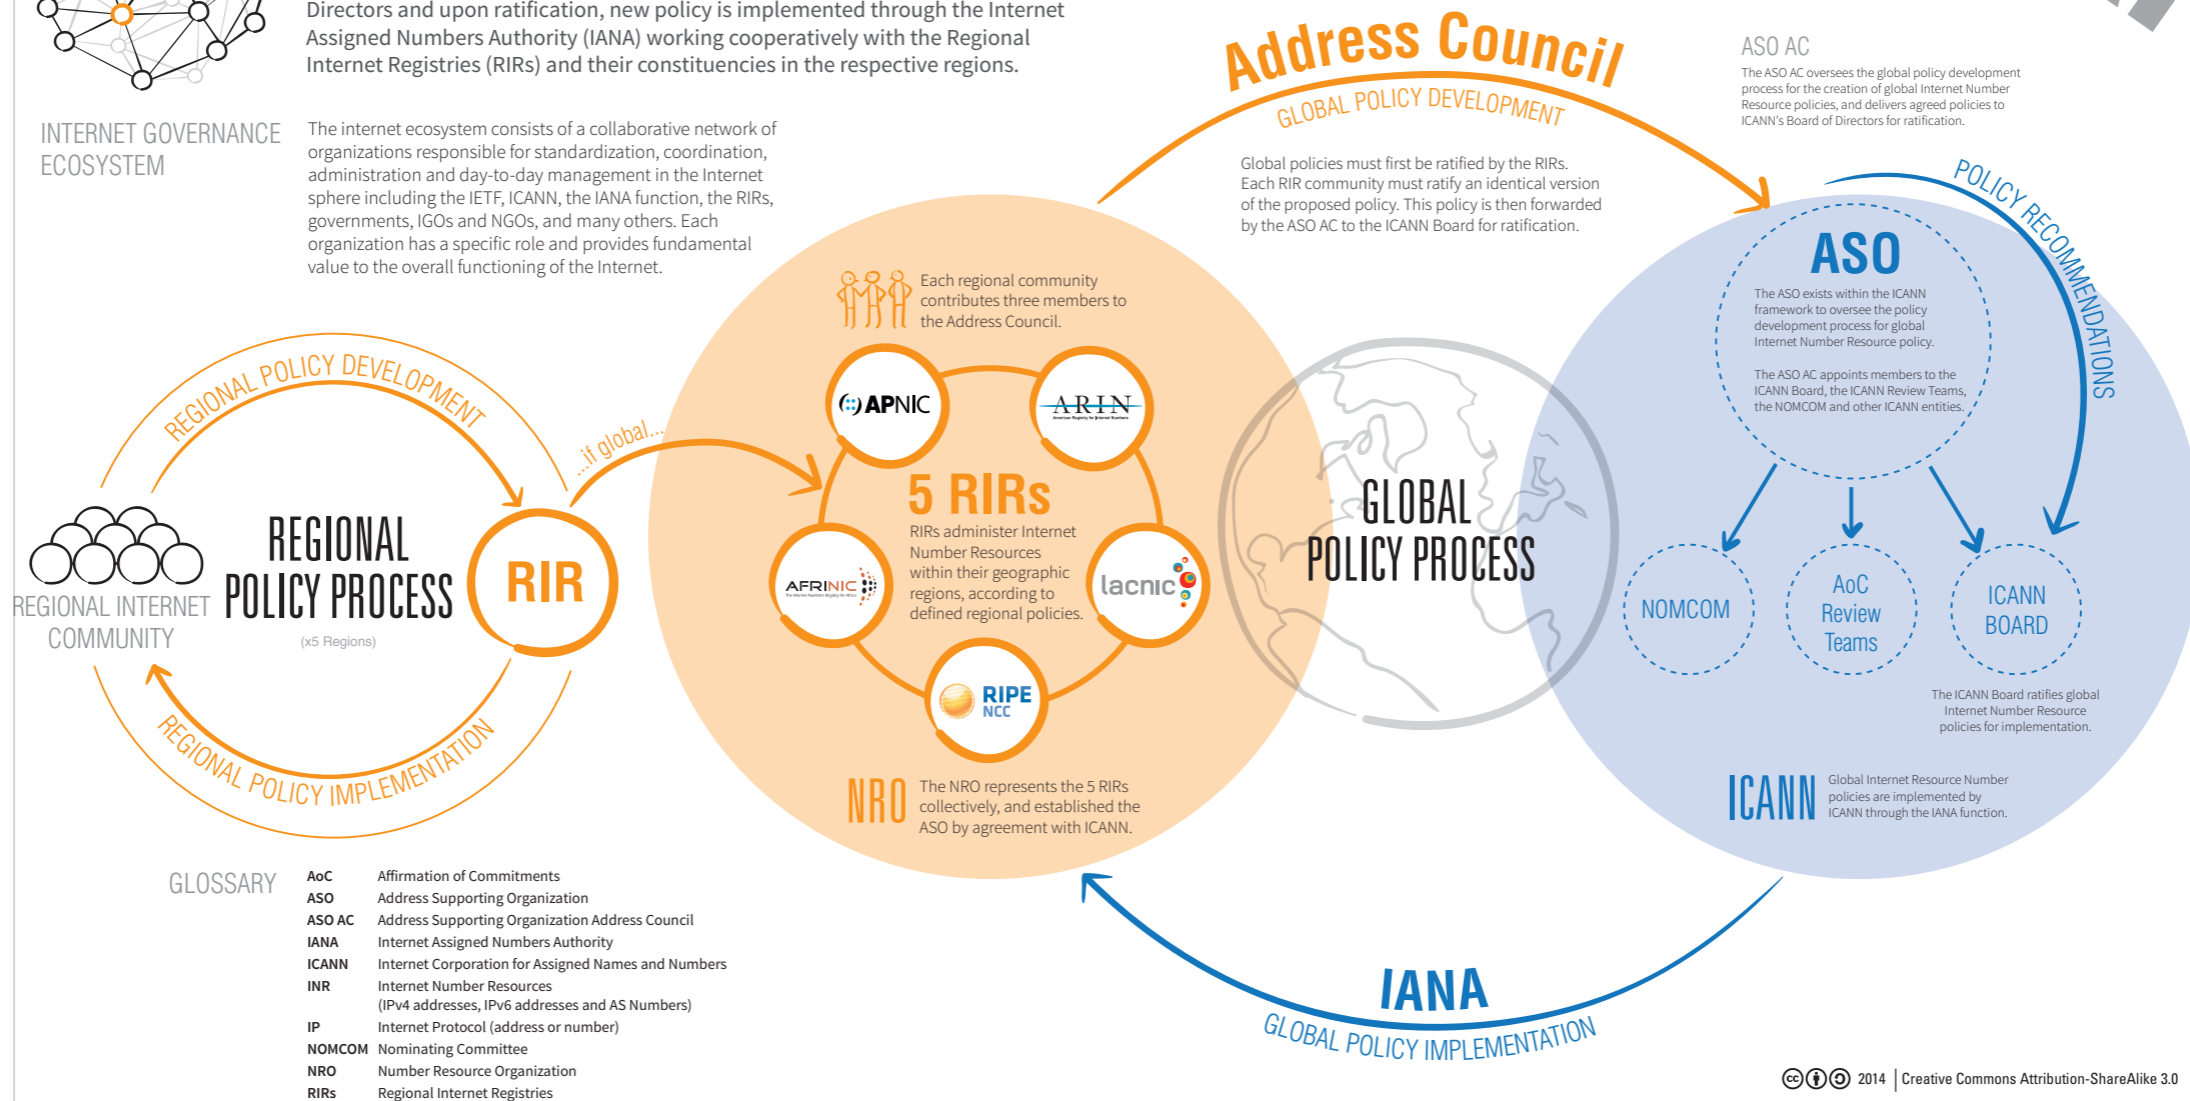 Directors and upon ratification, new policy is implemented through the Internet
Assigned Numbers Authority (IANA) working cooperatively with the Regional
Internet Registries (RIRs) and their constituencies in the respective regions.
INTERNET GOVERNANCE
ECOSYSTEM
The internet ecosystem consists of a collaborative network of
organizations responsible for standardization, coordination,
administration and day-to-day management in the Internet
sphere including the IETF, ICANN, the IANA function, the RIRs,
governments, IGOs and NGOs, and many others. Each
organization has a specific role and provides fundamental
value to the overall functioning of the Internet.
Address Council
GLOBAL POLICY DEVELOPMENT
Global policies must first be ratified by the RIRs.
Each RIR community must ratify an identical version
of the proposed policy. This policy is then forwarded
by the ASO AC to the ICANN Board for ratification.
ASO AC
The ASO AC oversees the global policy development
process for the creation of global Internet Number
Resource policies, and delivers agreed policies to
ICANN's Board of Directors for ratification.
POLICY RECOMMENDATIONS
REGIONAL POLICY DEVELOPMENT
REGIONAL
POLICY PROCESS
(x5 Regions)
REGIONAL INTERNET
COMMUNITY
RIR
REGIONAL POLICY IMPLEMENTATION
...if global...
Each regional community
contributes three members to
the Address Council.
APNIC
ARIN
American Registry for Internet Numbers
5 RIRs
RIRs administer Internet
Number Resources
within their geographic
regions, according to
defined regional policies.
AFRINIC
The Internet Numbers Registry for Africa
lacnic
RIPE
NCC
NRO
The NRO represents the 5 RIRs
collectively, and established the
ASO by agreement with ICANN.
GLOBAL
POLICY PROCESS
ASO
The ASO exists within the ICANN
framework to oversee the policy
development process for global
Internet Number Resource policy.
The ASO AC appoints members to the
ICANN Board, the ICANN Review Teams,
the NOMCOM and other ICANN entities.
NOMCOM
AoC
Review
Teams
ICANN
BOARD
The ICANN Board ratifies global
Internet Number Resource
policies for implementation.
ICANN
Global Internet Resource Number
policies are implemented by
ICANN through the IANA function.
IANA
GLOBAL POLICY IMPLEMENTATION
GLOSSARY
AoC Affirmation of Commitments
ASO Address Supporting Organization
ASO AC Address Supporting Organization Address Council
IANA Internet Assigned Numbers Authority
ICANN Internet Corporation for Assigned Names and Numbers
INR Internet Number Resources
(IPv4 addresses, IPv6 addresses and AS Numbers)
IP Internet Protocol (address or number)
NOMCOM Nominating Committee
NRO Number Resource Organization
RIRs Regional Internet Registries
cc 2014 | Creative Commons Attribution-ShareAlike 3.0